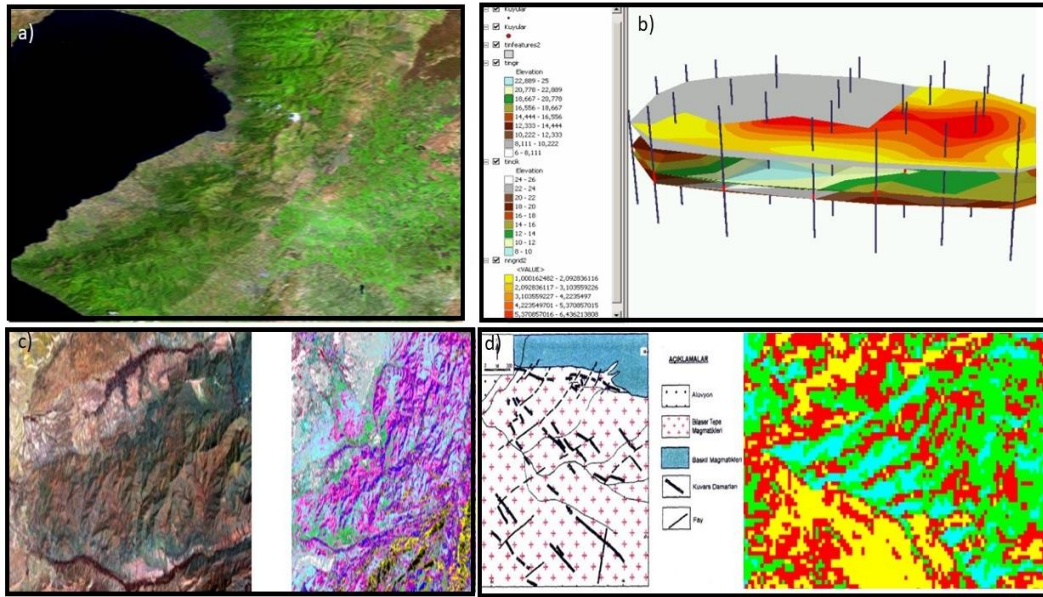 a)
b)
Kuyular
Kuyular
tinfeatures2
tingir
Elevation
22,889 - 25
20,778 - 22,889
18,667 - 20,778
16,556 - 18,667
14,444 - 16,556
12,333 - 14,444
10,222 - 12,333
8,111 - 10,222
6 - 8,111
tincik
Elevation
24 - 26
22 - 24
20 - 22
18 - 20
16 - 18
14 - 16
12 - 14
10 - 12
8 - 10
nngrid2
<VALUE>
1,000162482 - 2,092836116
2,092836117 - 3,103559226
3,103559227 - 4,2235497
4,223549701 - 5,370857015
5,370857016 - 6,436213808
c)
d)
AÇIKLAMALAR
Alüvyon
Bilaser Tepe
Magmatikleri
Baskil Magmatikleri
Kuvars Damarları
Fay